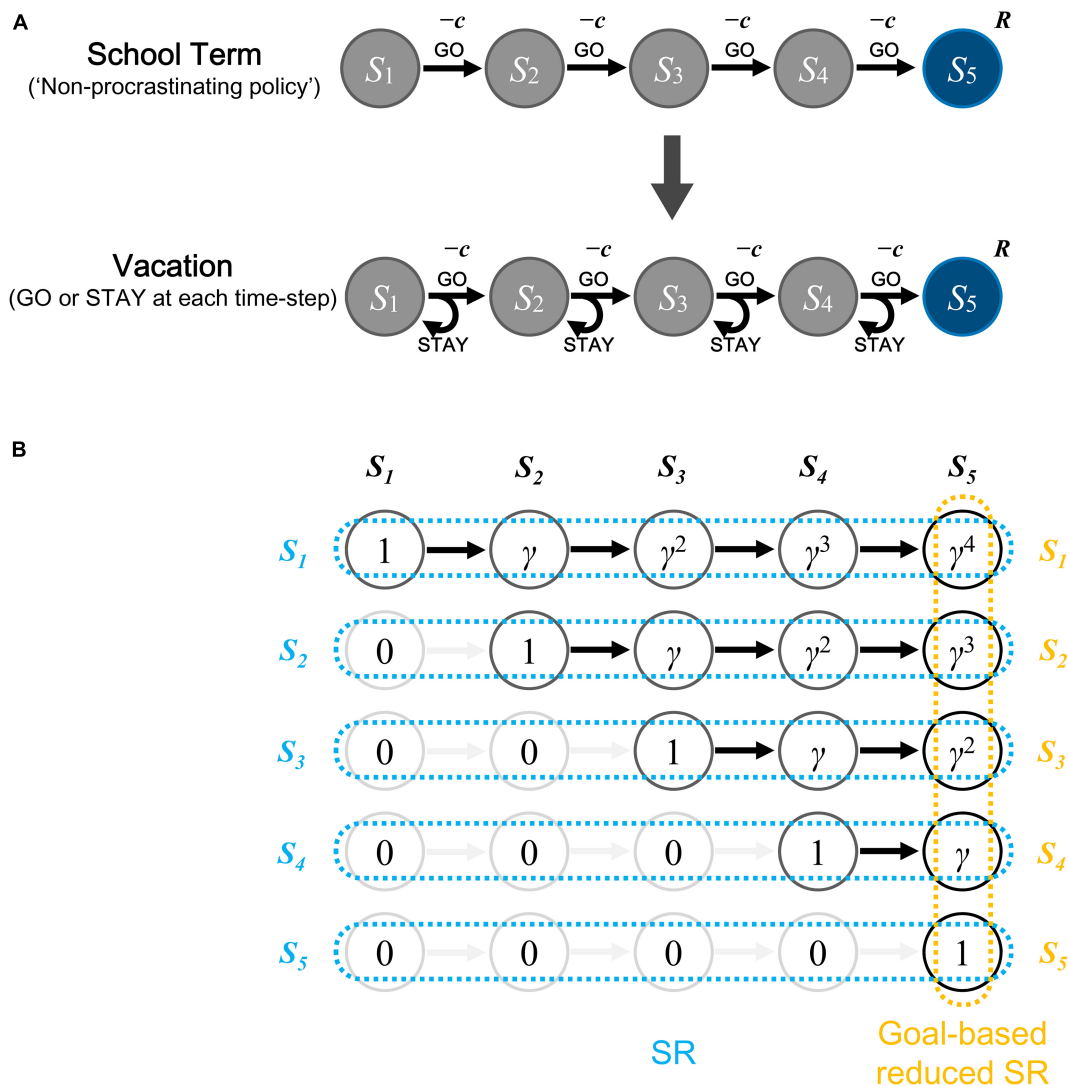 A
−c −c −c −c R
School Term
('Non-procrastinating policy')
GO GO GO GO
S1 S2 S3 S4 S5
−c −c −c −c R
Vacation
(GO or STAY at each time-step)
GO GO GO GO
S1 S2 S3 S4 S5
STAY STAY STAY STAY
B
S1 S2 S3 S4 S5
S1 1 γ γ² γ³ γ⁴ S1
S2 0 1 γ γ² γ³ S2
S3 0 0 1 γ γ² S3
S4 0 0 0 1 γ S4
S5 0 0 0 0 1 S5
SR
Goal-based
reduced SR